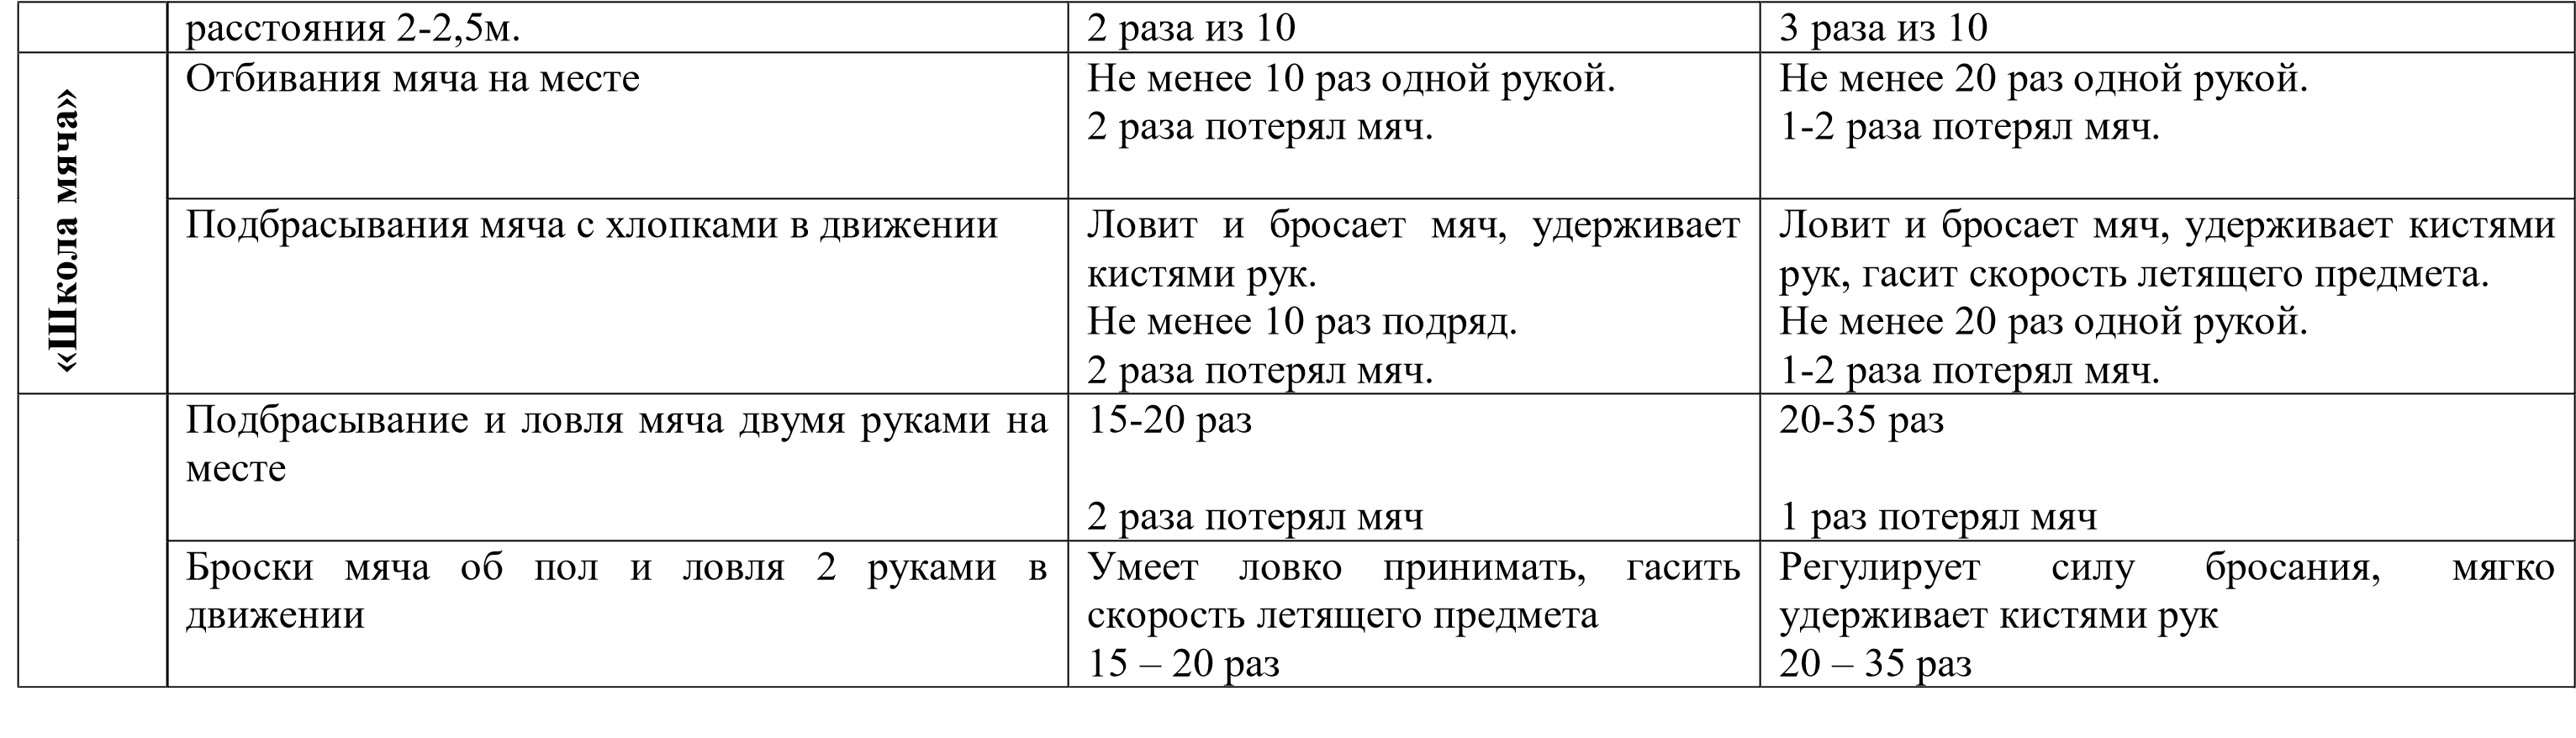 расстояния 2-2,5м.
2 раза из 10
3 раза из 10
«Школа мяча»
Отбивания мяча на месте
Не менее 10 раз одной рукой.
2 раза потерял мяч.
Не менее 20 раз одной рукой.
1-2 раза потерял мяч.
Подбрасывания мяча с хлопками в движении
Ловит и бросает мяч, удерживает
кистями рук.
Не менее 10 раз подряд.
2 раза потерял мяч.
Ловит и бросает мяч, удерживает кистями
рук, гасит скорость летящего предмета.
Не менее 20 раз одной рукой.
1-2 раза потерял мяч.
Подбрасывание и ловля мяча двумя руками на
месте
15-20 раз
2 раза потерял мяч
20-35 раз
1 раз потерял мяч
Броски мяча об пол и ловля 2 руками в
движении
Умеет ловко принимать, гасить
скорость летящего предмета
15 – 20 раз
Регулирует силу бросания, мягко
удерживает кистями рук
20 – 35 раз